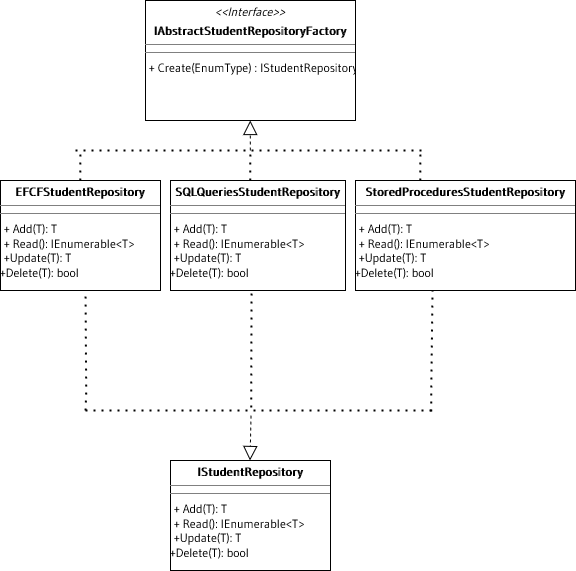 <<Interface>>
IAbstractStudentRepositoryFactory
+ Create(EnumType) : IStudentRepository
EFCFStudentRepository
+ Add(T): T
+ Read(): IEnumerable<T>
+Update(T): T
+Delete(T): bool
SQLQueriesStudentRepository
+ Add(T): T
+ Read(): IEnumerable<T>
+Update(T): T
+Delete(T): bool
StoredProceduresStudentRepository
+ Add(T): T
+ Read(): IEnumerable<T>
+Update(T): T
+Delete(T): bool
IStudentRepository
+ Add(T): T
+ Read(): IEnumerable<T>
+Update(T): T
+Delete(T): bool